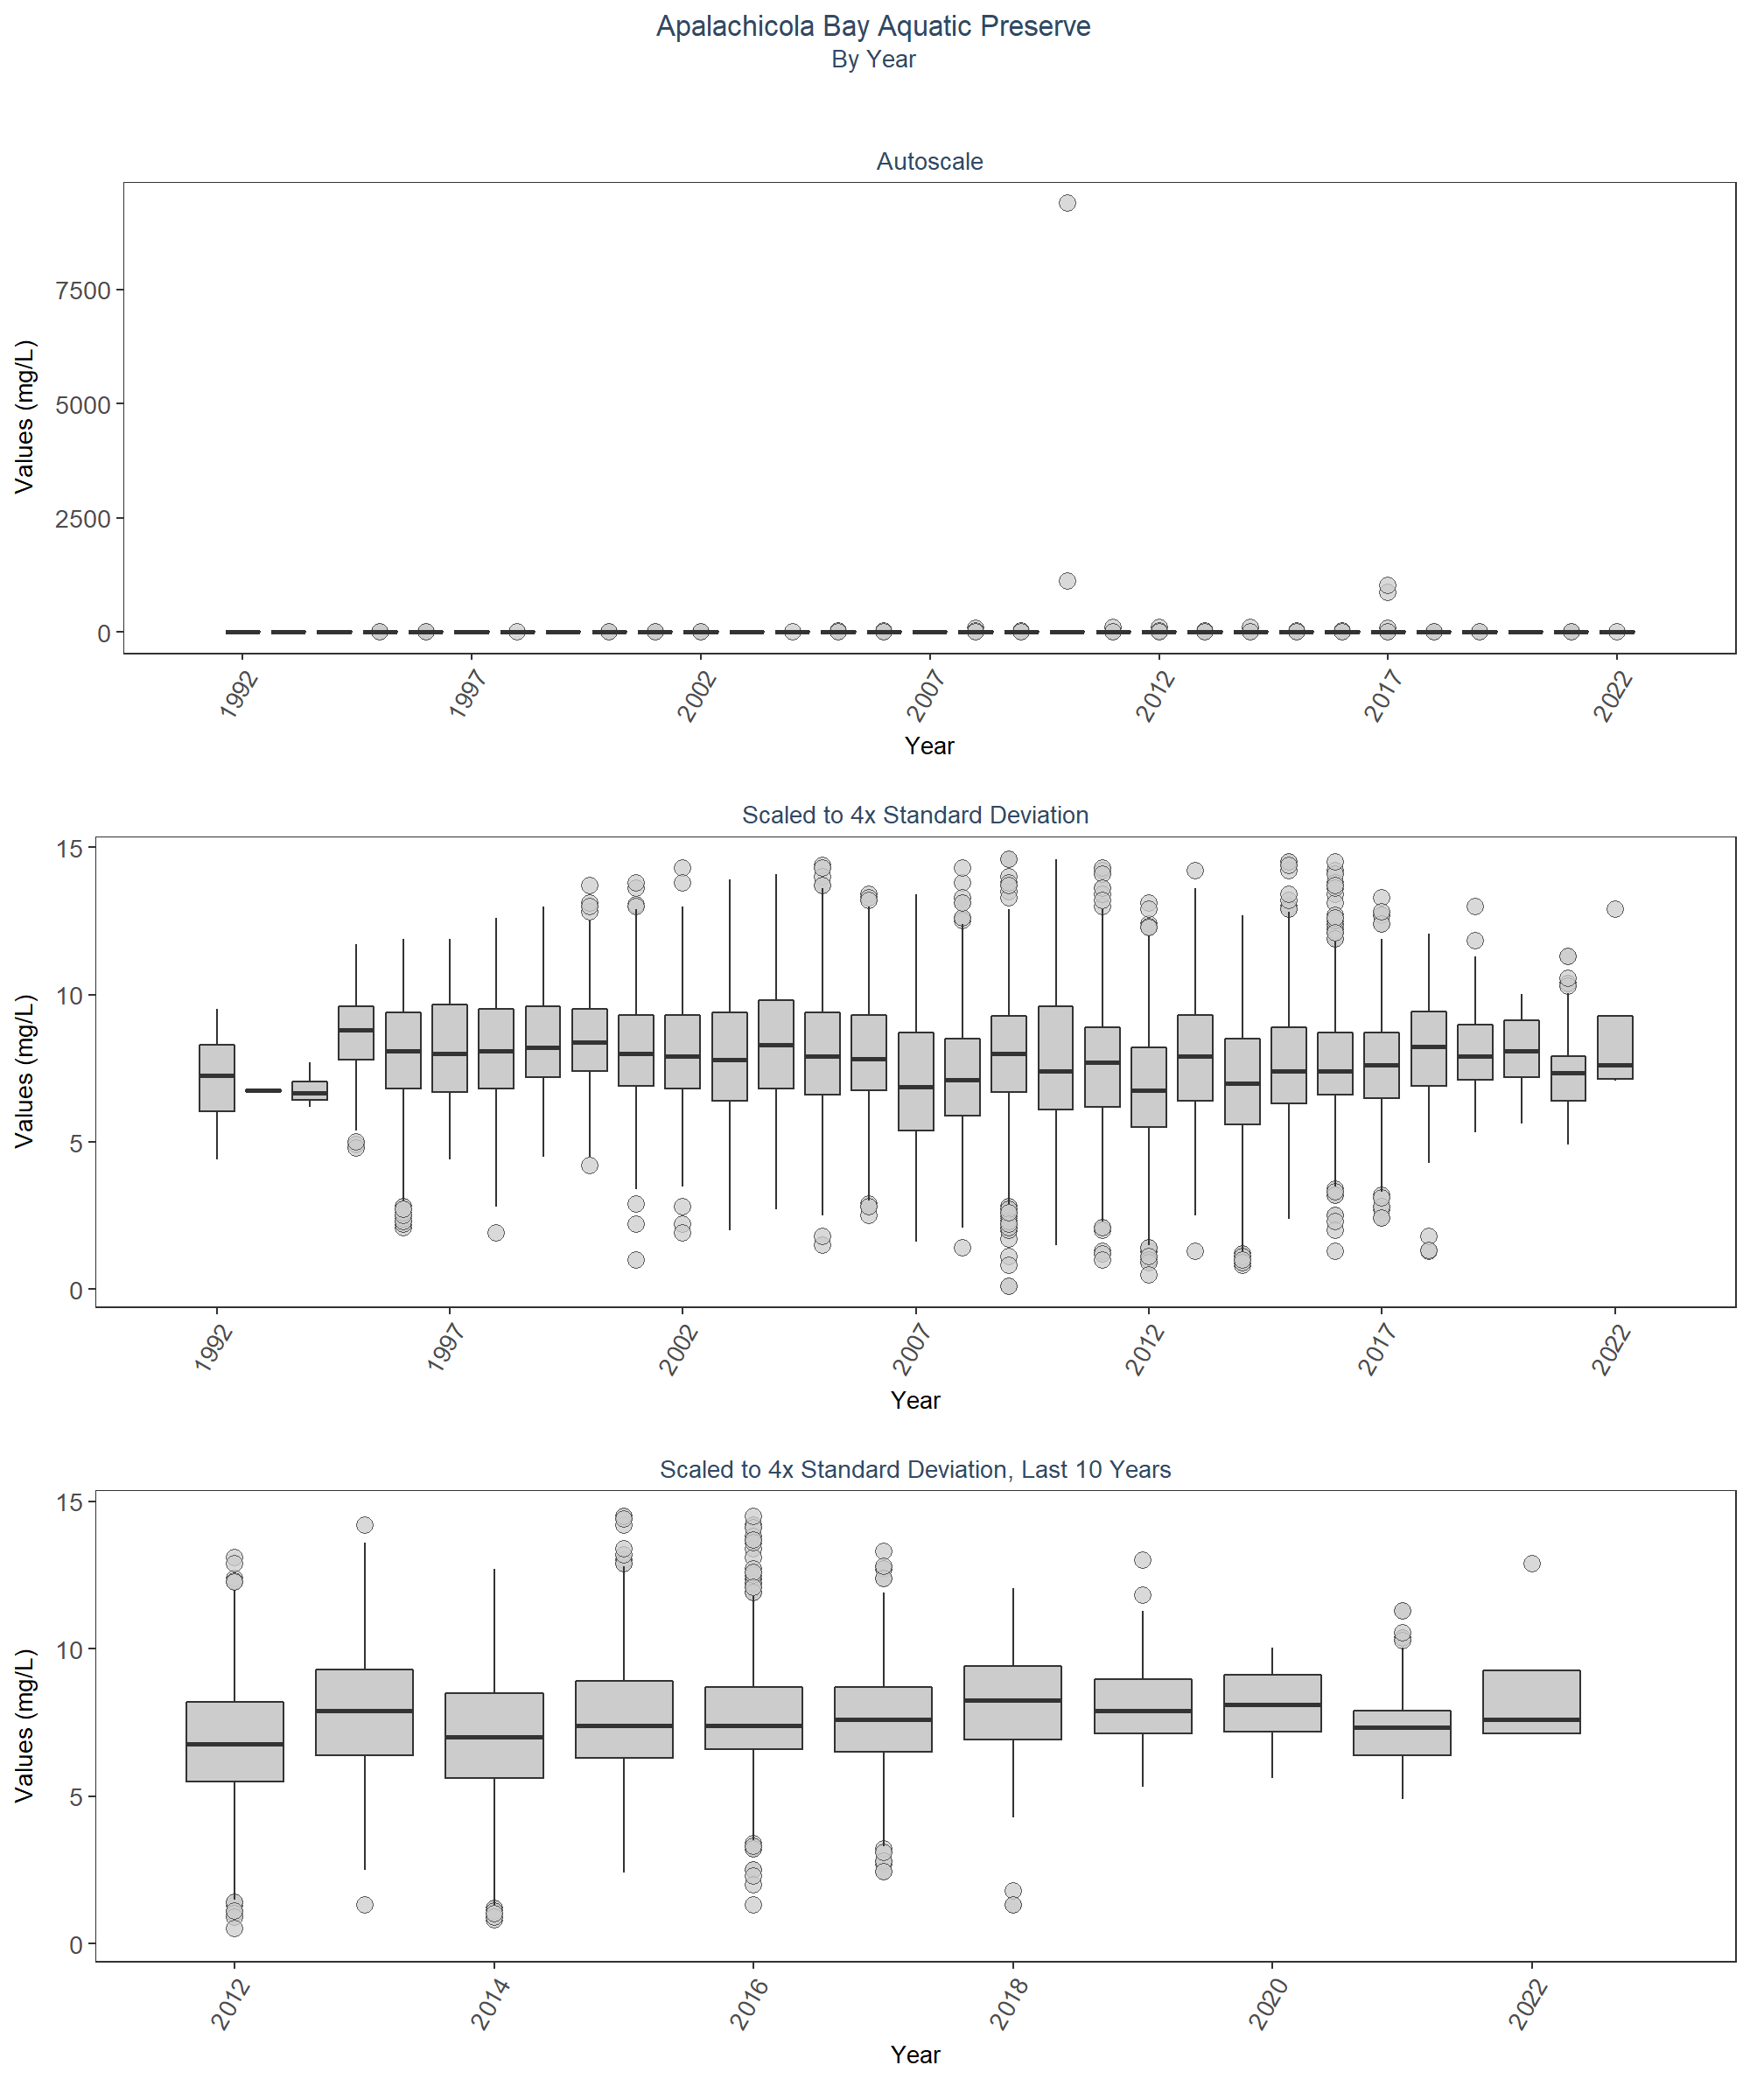 Apalachicola Bay Aquatic Preserve
By Year
Autoscale
Values (mg/L)
7500
5000
2500
0
1992 1997 2002 2007 2012 2017 2022
Year
Scaled to 4x Standard Deviation
Values (mg/L)
15
10
5
0
1992 1997 2002 2007 2012 2017 2022
Year
Scaled to 4x Standard Deviation, Last 10 Years
Values (mg/L)
15
10
5
0
2012 2014 2016 2018 2020 2022
Year